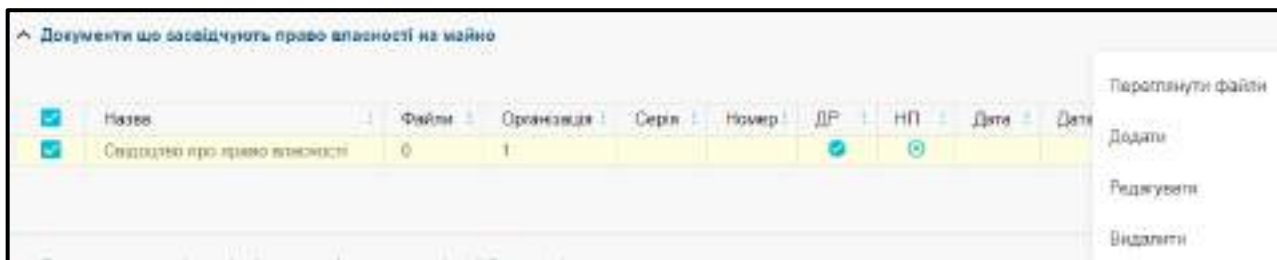 Документи що засвідчують право власності на майно
Назва Файли Організація Серія Номер ДР НП Дата Дата
Свідоцтво про право власності 0 1
Переглянути файли
Додати
Редагувати
Видалити